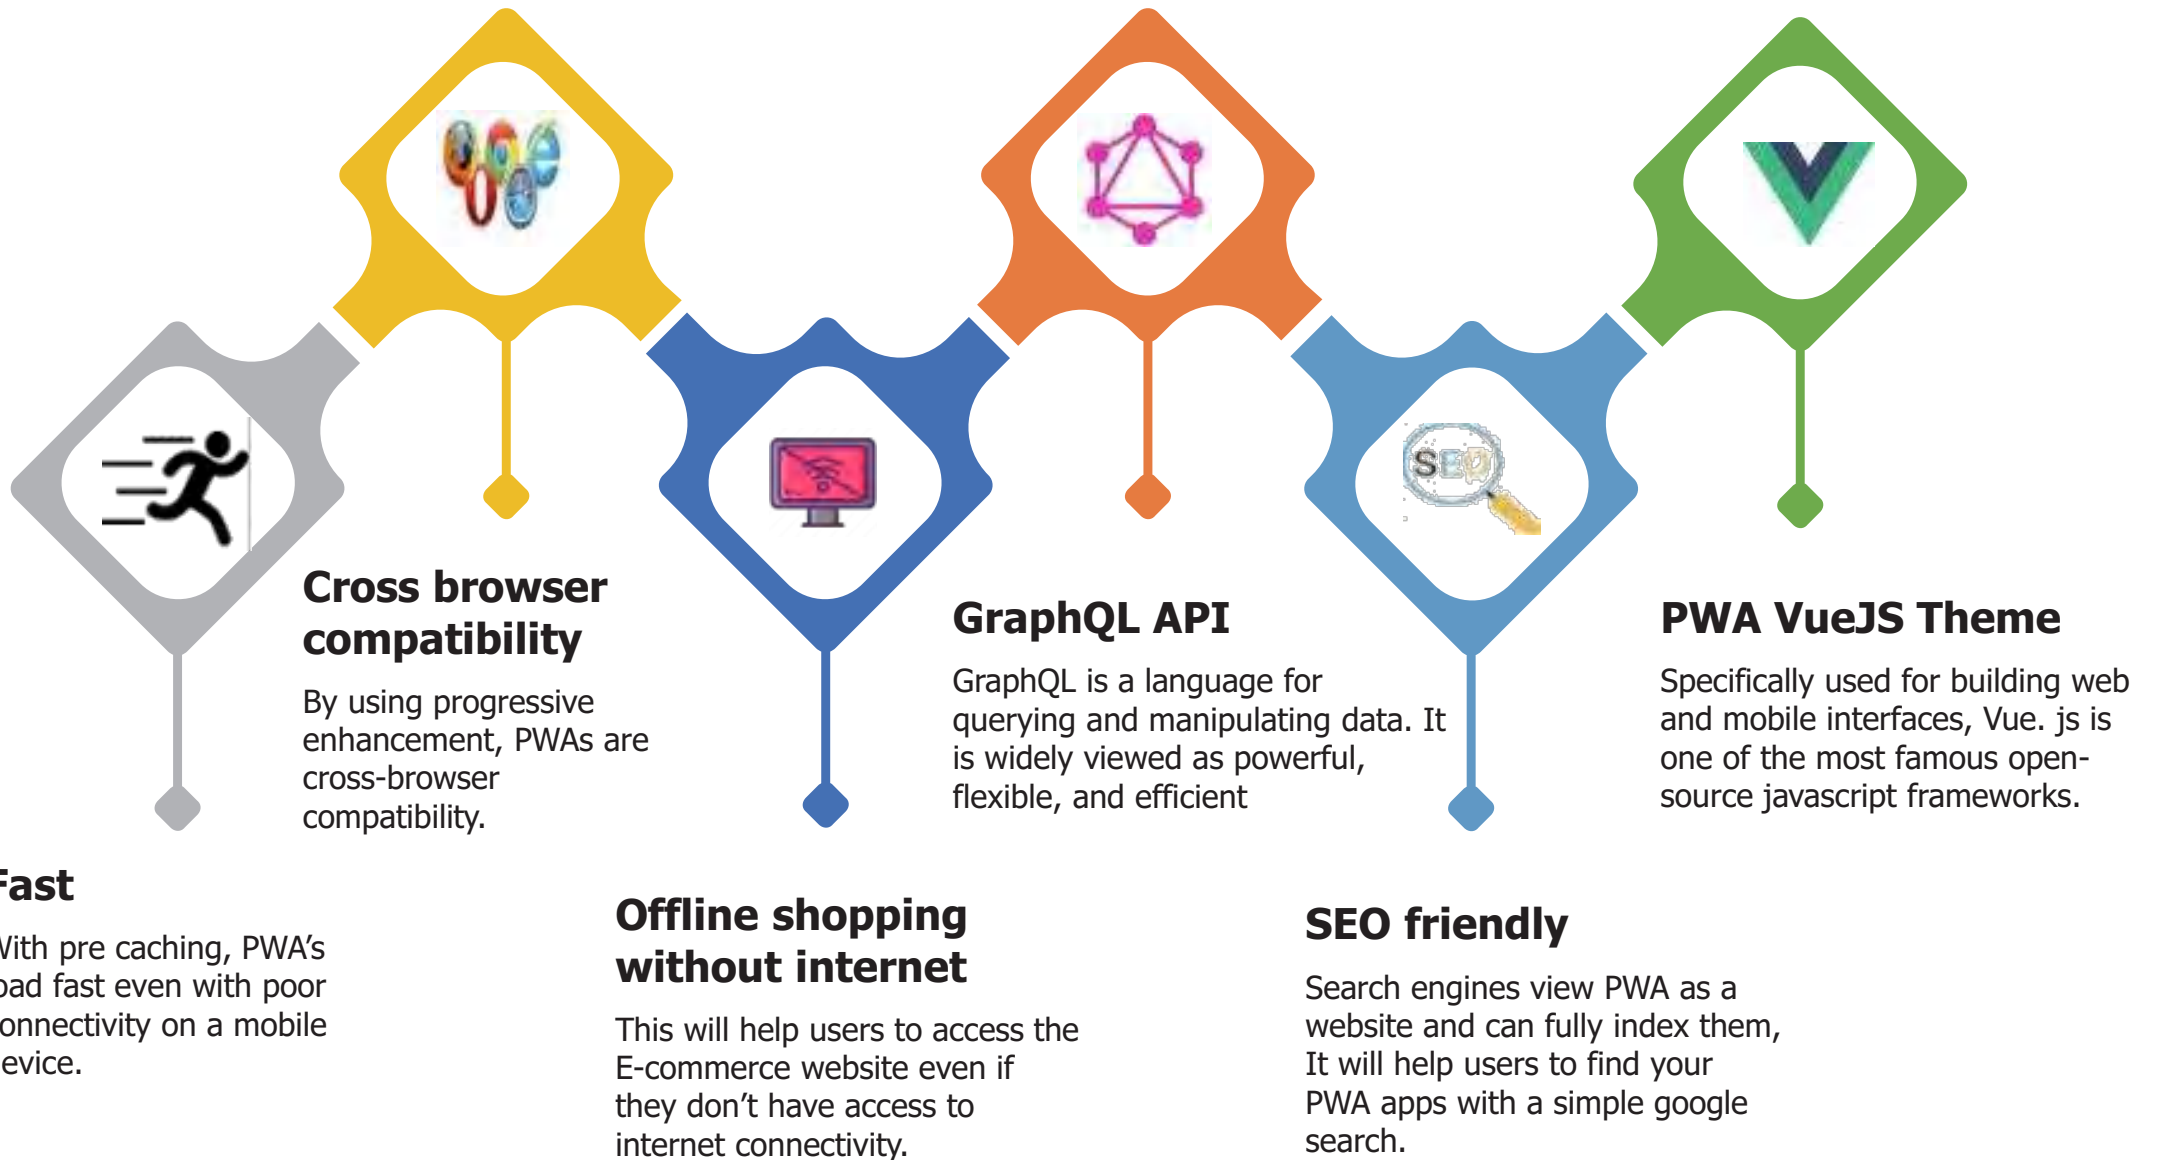 Fast
With pre caching, PWA’s
oad fast even with poor
onnectivity on a mobile
evice.
Cross browser
compatibility
By using progressive
enhancement, PWAs are
cross-browser
compatibility.
Offline shopping
without internet
This will help users to access the
E-commerce website even if
they don’t have access to
internet connectivity.
GraphQL API
GraphQL is a language for
querying and manipulating data. It
is widely viewed as powerful,
flexible, and efficient
SEO
SEO friendly
Search engines view PWA as a
website and can fully index them,
It will help users to find your
PWA apps with a simple google
search.
PWA VueJS Theme
Specifically used for building web
and mobile interfaces, Vue. js is
one of the most famous open-
source javascript frameworks.